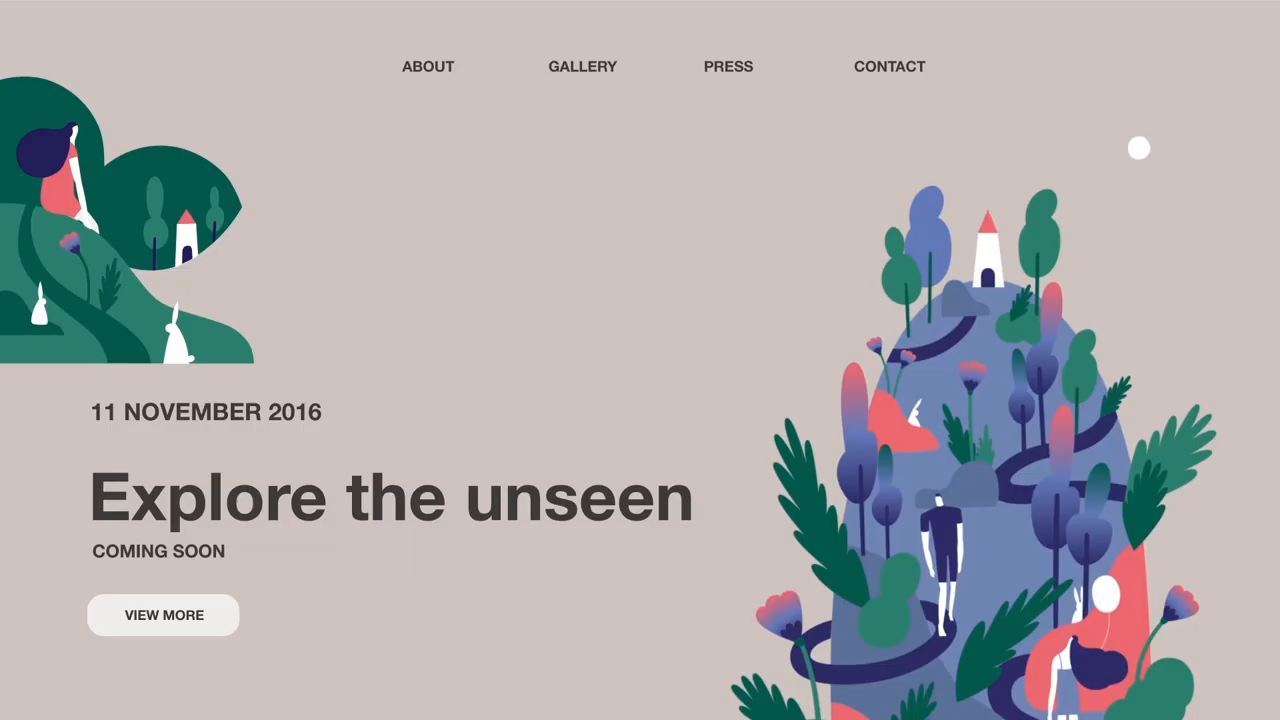 ABOUT GALLERY PRESS CONTACT
11 NOVEMBER 2016
Explore the unseen
COMING SOON
VIEW MORE